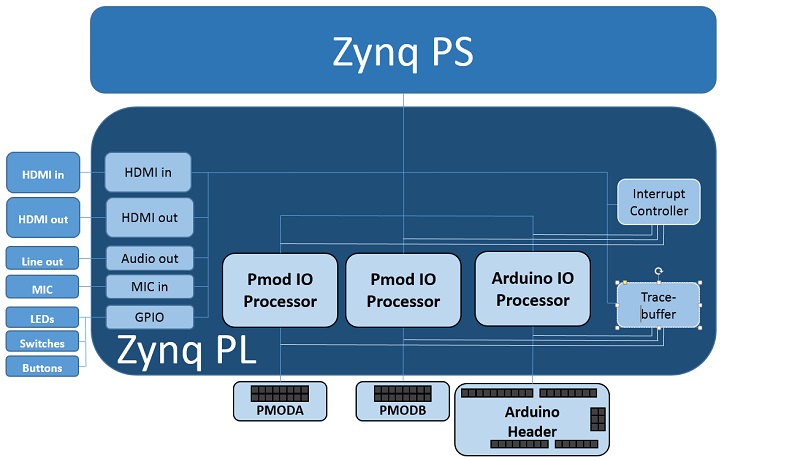 Zynq PS
HDMI in
HDMI in
HDMI out
HDMI out
Line out
Audio out
MIC
MIC in
LEDs
GPIO
Switches
Buttons
Zynq PL
Pmod IO
Processor
Pmod IO
Processor
Arduino IO
Processor
Interrupt
Controller
Trace-
buffer
PMODA
PMODB
Arduino
Header